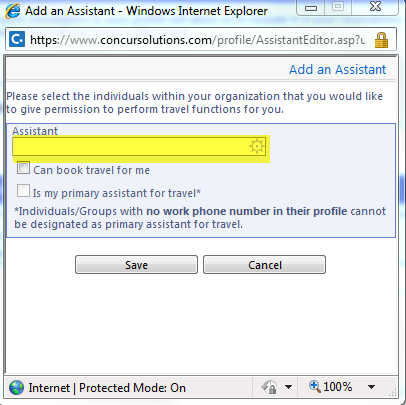 Add an Assistant - Windows Internet Explorer
https://www.concursolutions.com/profile/AssistantEditor.asp?u
Add an Assistant
Please select the individuals within your organization that you would like
to give permission to perform travel functions for you.
Assistant
Can book travel for me
Is my primary assistant for travel*
*Individuals/Groups with no work phone number in their profile cannot
be designated as primary assistant for travel.
Save Cancel
Internet | Protected Mode: On 100%